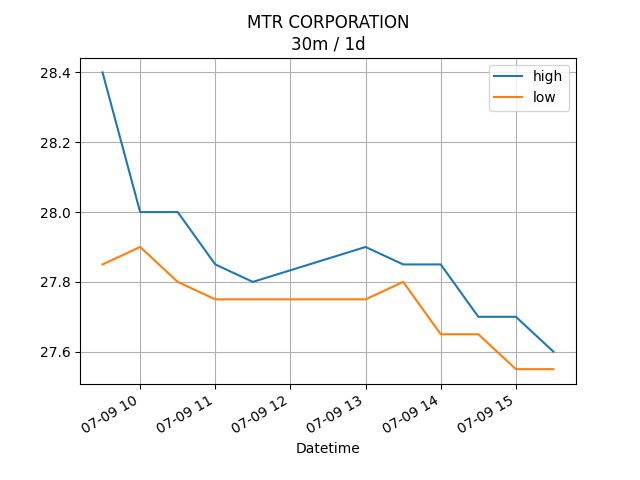 MTR CORPORATION
30m / 1d
high
low
28.4
28.2
28.0
27.8
27.6
07-09 10
07-09 11
07-09 12
07-09 13
07-09 14
07-09 15
Datetime